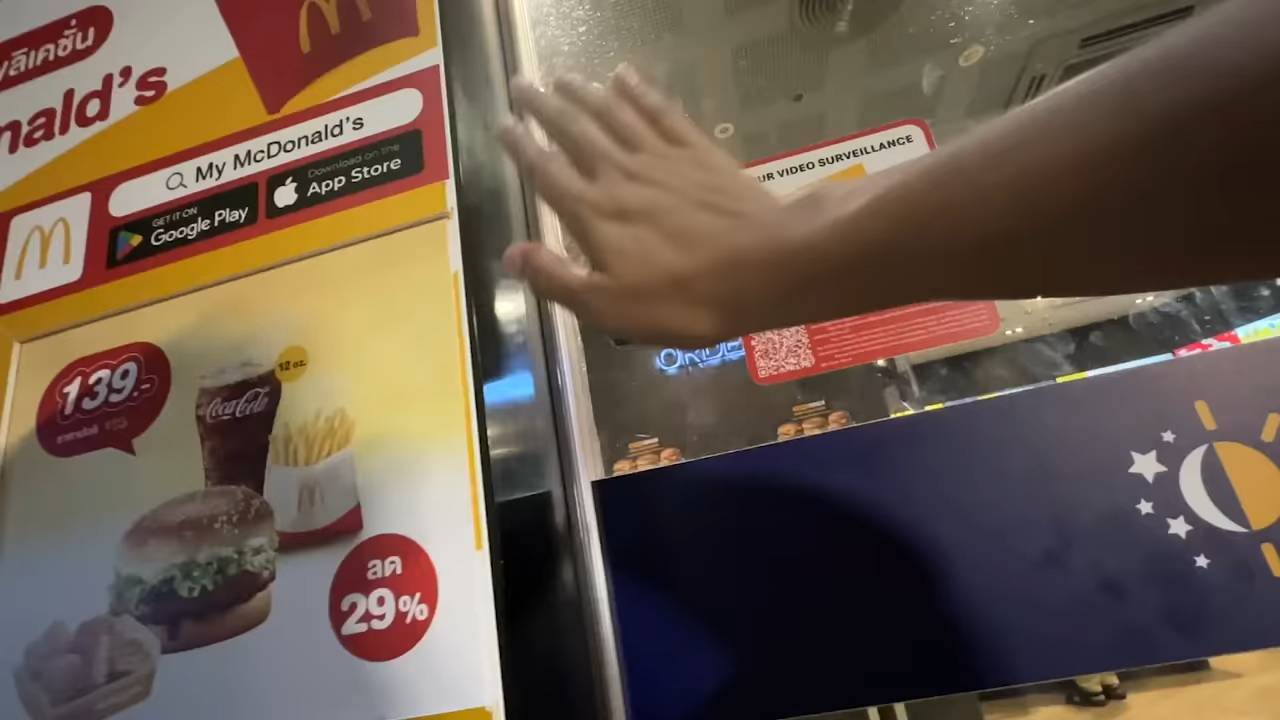 ลิเคชั่น
nald's
My McDonald's
GET IT ON
Google Play
Download on the
App Store
139.-
12 oz.
Coca-Cola
ลด
29%
UR VIDEO SURVEILLANCE
ORDE